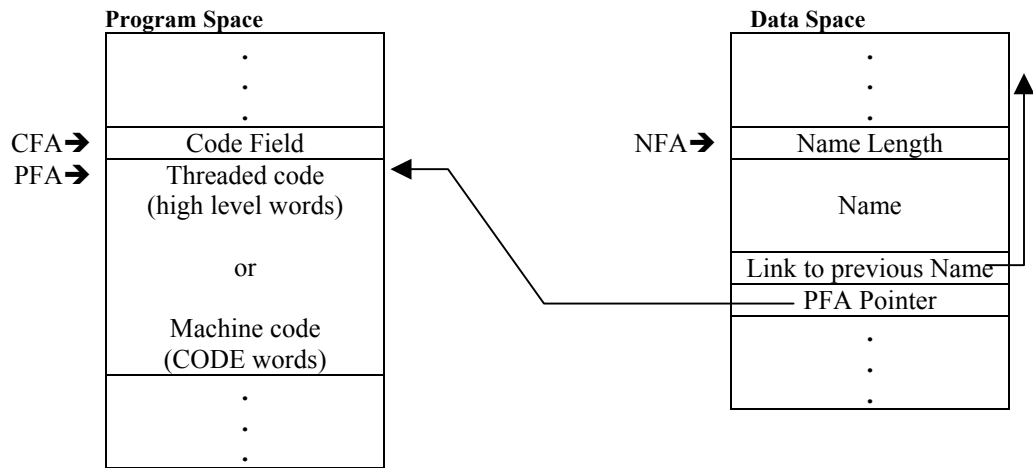 Program Space
.
.
.
CFA➔
Code Field
PFA➔
Threaded code
(high level words)
or
Machine code
(CODE words)
.
.
.
Data Space
.
.
.
NFA➔
Name Length
Name
Link to previous Name
PFA Pointer
.
.
.